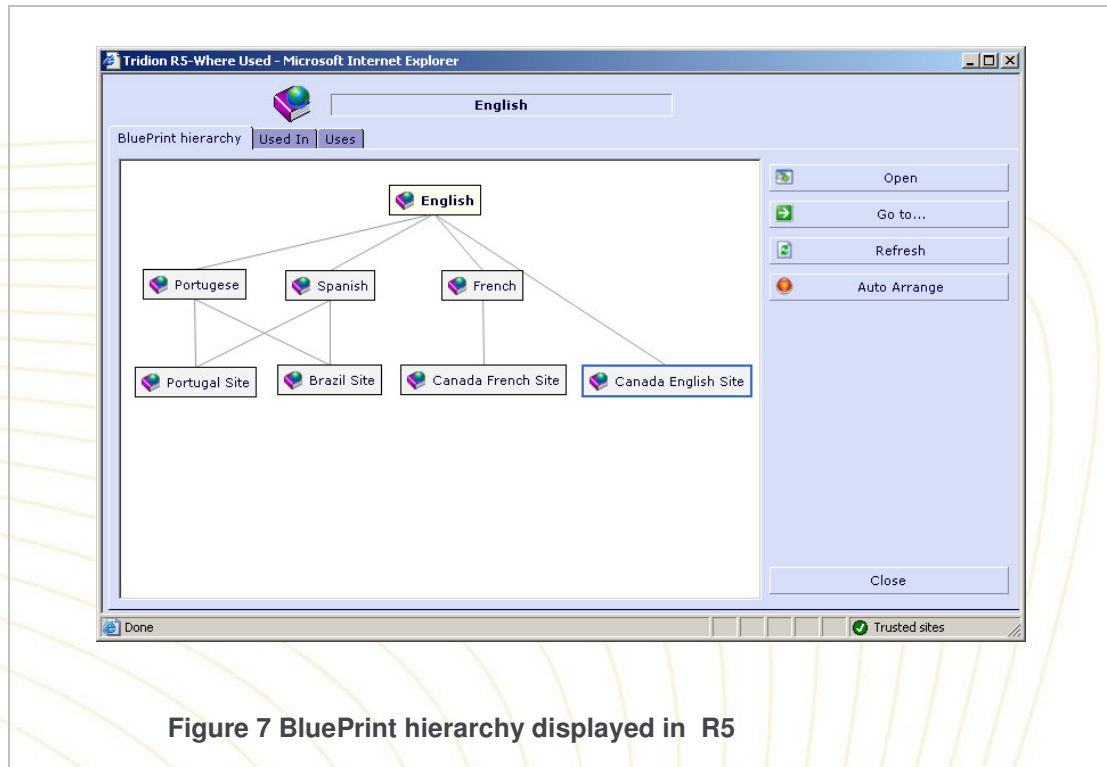 Tridion R5-Where Used - Microsoft Internet Explorer
English
BluePrint hierarchy Used In Uses
English
Open
Go to...
Refresh
Auto Arrange
Portugese Spanish French
Portugal Site Brazil Site Canada French Site Canada English Site
Close
Done Trusted sites
Figure 7 BluePrint hierarchy displayed in R5